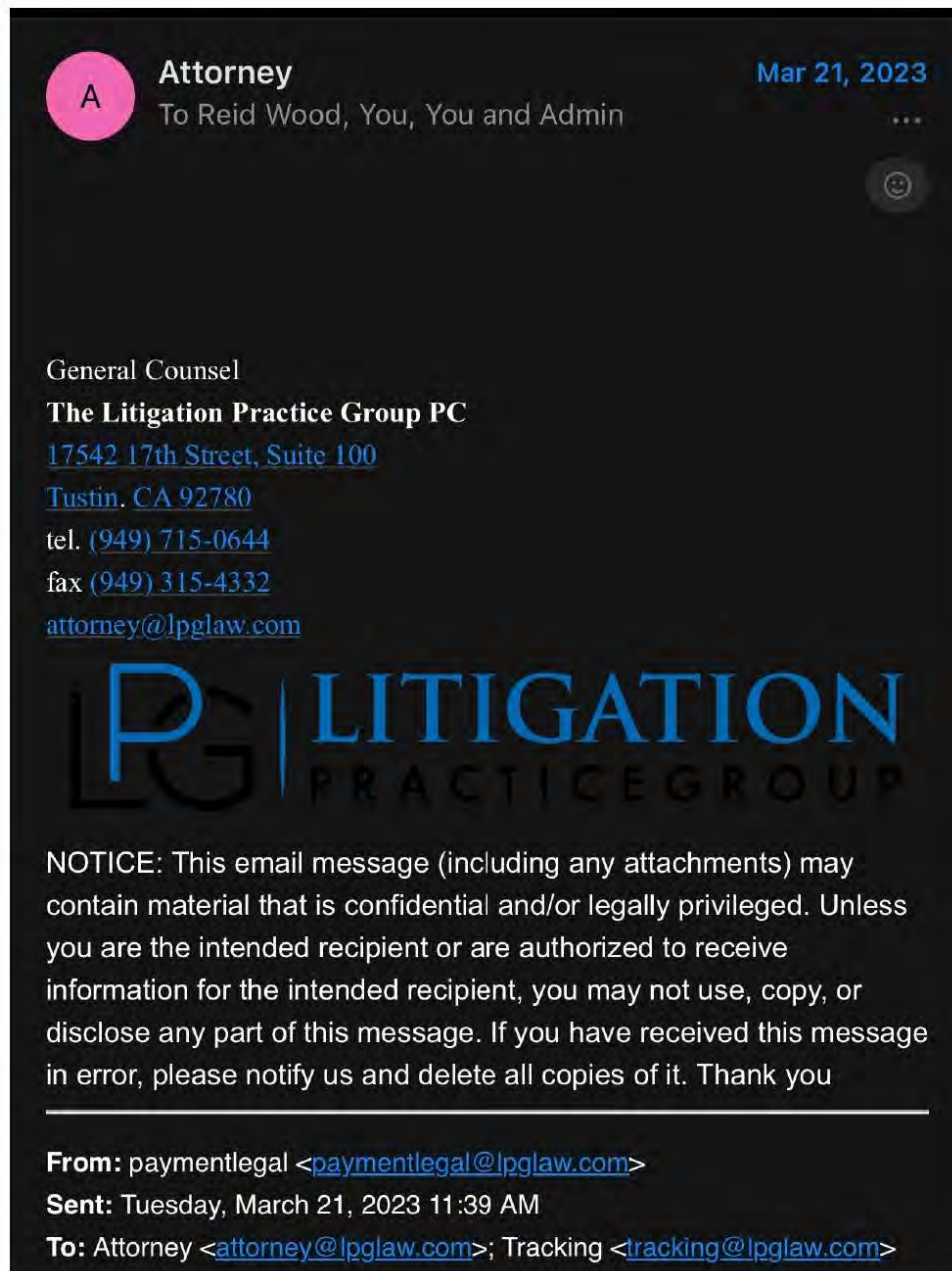 A
Attorney
Mar 21, 2023
To Reid Wood, You, You and Admin
...
General Counsel
The Litigation Practice Group PC
17542 17th Street, Suite 100
Tustin. CA 92780
tel. (949) 715-0644
fax (949) 315-4332
attorney@lpglaw.com
LPG LITIGATION
PRACTICEGROUP
NOTICE: This email message (including any attachments) may
contain material that is confidential and/or legally privileged. Unless
you are the intended recipient or are authorized to receive
information for the intended recipient, you may not use, copy, or
disclose any part of this message. If you have received this message
in error, please notify us and delete all copies of it. Thank you
From: paymentlegal <paymentlegal@lpglaw.com>
Sent: Tuesday, March 21, 2023 11:39 AM
To: Attorney <attorney@lpglaw.com>; Tracking <tracking@lpglaw.com>